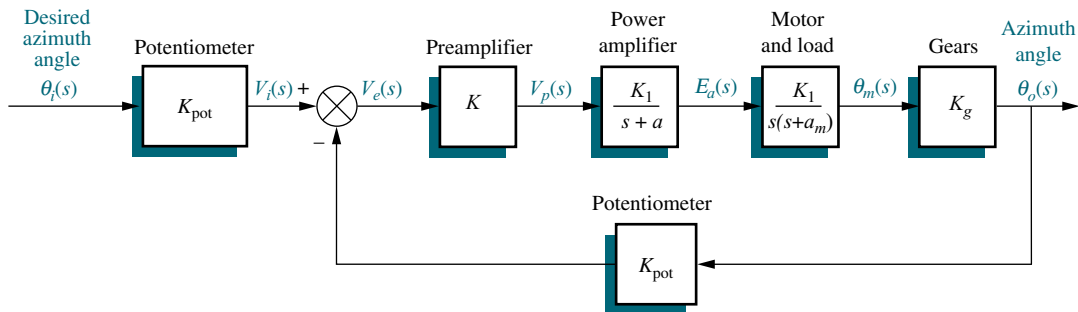 Desired
azimuth
angle
θi(s)
Potentiometer
Kpot
Vi(s) +
−
Ve(s)
Preamplifier
K
Vp(s)
Power
amplifier
K1
s + a
Ea(s)
Motor
and load
K1
s(s+am)
θm(s)
Gears
Kg
Azimuth
angle
θo(s)
Potentiometer
Kpot